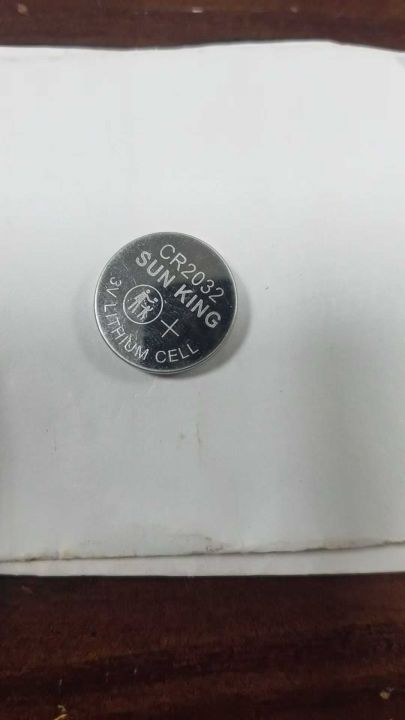 CR2032
SUN KING
+
3V LITHIUM CELL